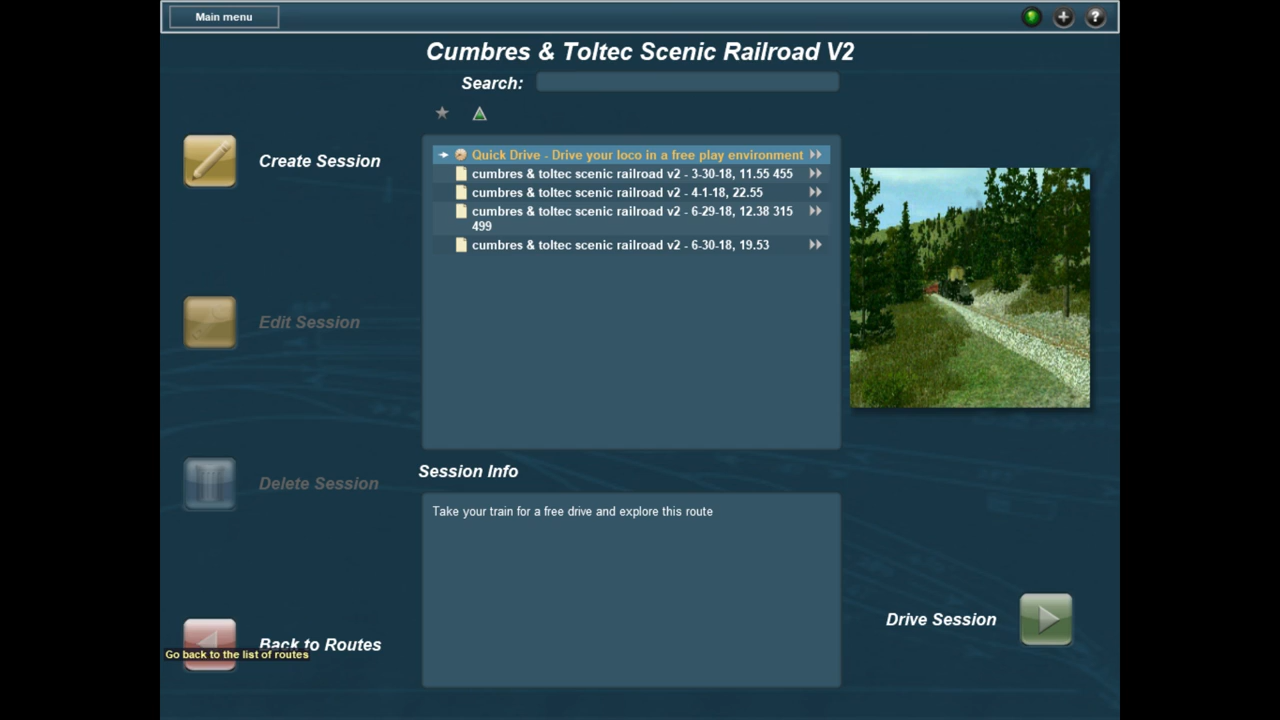 Main menu
?
Cumbres & Toltec Scenic Railroad V2
Search:
Create Session
Quick Drive - Drive your loco in a free play environment
cumbres & toltec scenic railroad v2 - 3-30-18, 11.55 455
cumbres & toltec scenic railroad v2 - 4-1-18, 22.55
cumbres & toltec scenic railroad v2 - 6-29-18, 12.38 315
499
cumbres & toltec scenic railroad v2 - 6-30-18, 19.53
Edit Session
Session Info
Delete Session
Take your train for a free drive and explore this route
Drive Session
Back to Routes
Go back to the list of routes